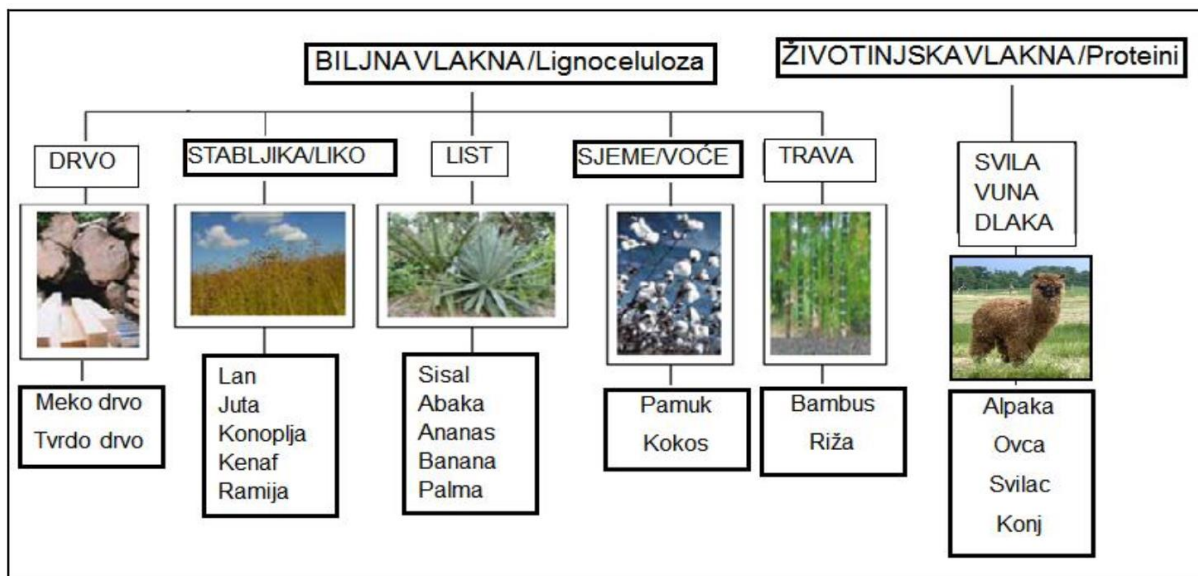 BILJNA VLAKNA/Lignoceluloza
ŽIVOTINJSKA VLAKNA/Proteini
DRVO
STABLJIKA/LIKO
LIST
SJEME/VOĆE
TRAVA
SVILA
VUNA
DLAKA
Meko drvo
Tvrdo drvo
Lan
Juta
Konoplja
Kenaf
Ramija
Sisal
Abaka
Ananas
Banana
Palma
Pamuk
Kokos
Bambus
Riža
Alpaka
Ovca
Svilac
Konj